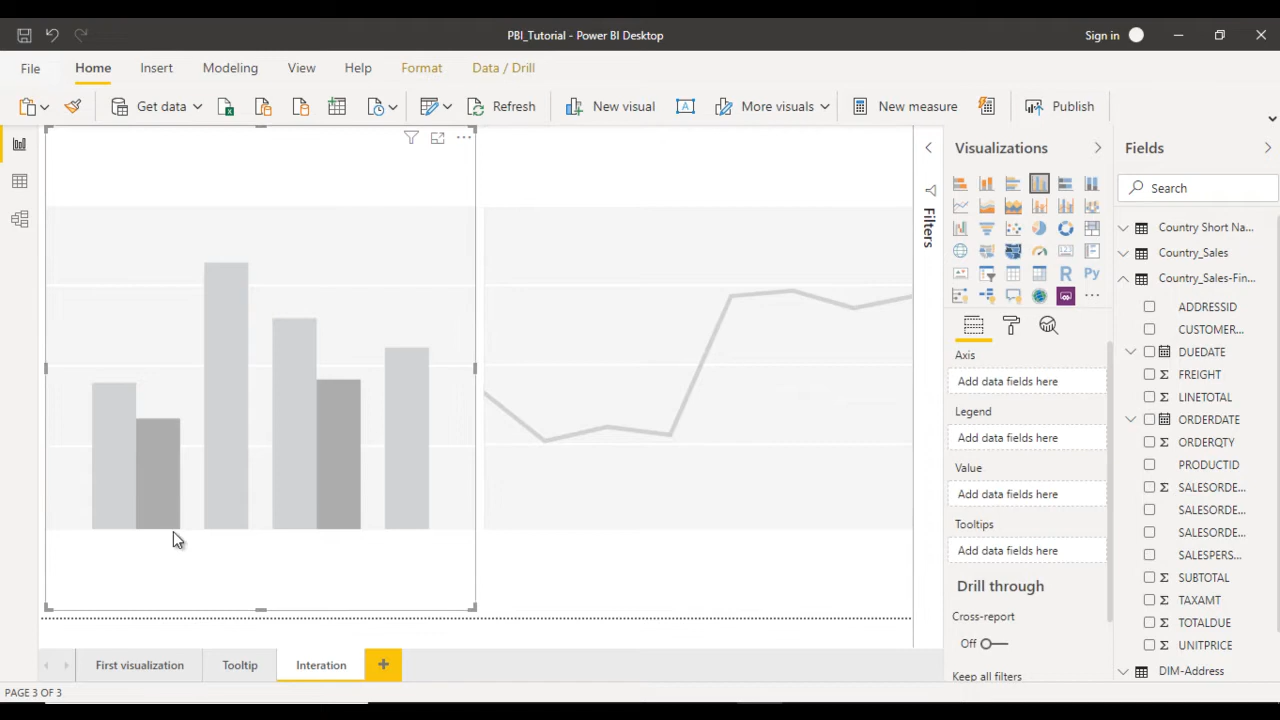 PBI_Tutorial - Power BI Desktop
Sign in
File
Home
Insert
Modeling
View
Help
Format
Data / Drill
Get data
Refresh
New visual
A
More visuals
New measure
Publish
Filters
Visualizations
R
Py
Axis
Add data fields here
Legend
Add data fields here
Value
Add data fields here
Tooltips
Add data fields here
Drill through
Cross-report
Off
Keep all filters
Fields
Search
Country Short Na...
Country_Sales
Country_Sales-Fin...
ADDRESSID
CUSTOMER...
DUEDATE
Σ FREIGHT
Σ LINETOTAL
ORDERDATE
Σ ORDERQTY
PRODUCTID
Σ SALESORDE...
SALESORDE...
SALESORDE...
SALESPERS...
Σ SUBTOTAL
Σ TAXAMT
Σ TOTALDUE
Σ UNITPRICE
DIM-Address
First visualization
Tooltip
Interation
+
PAGE 3 OF 3